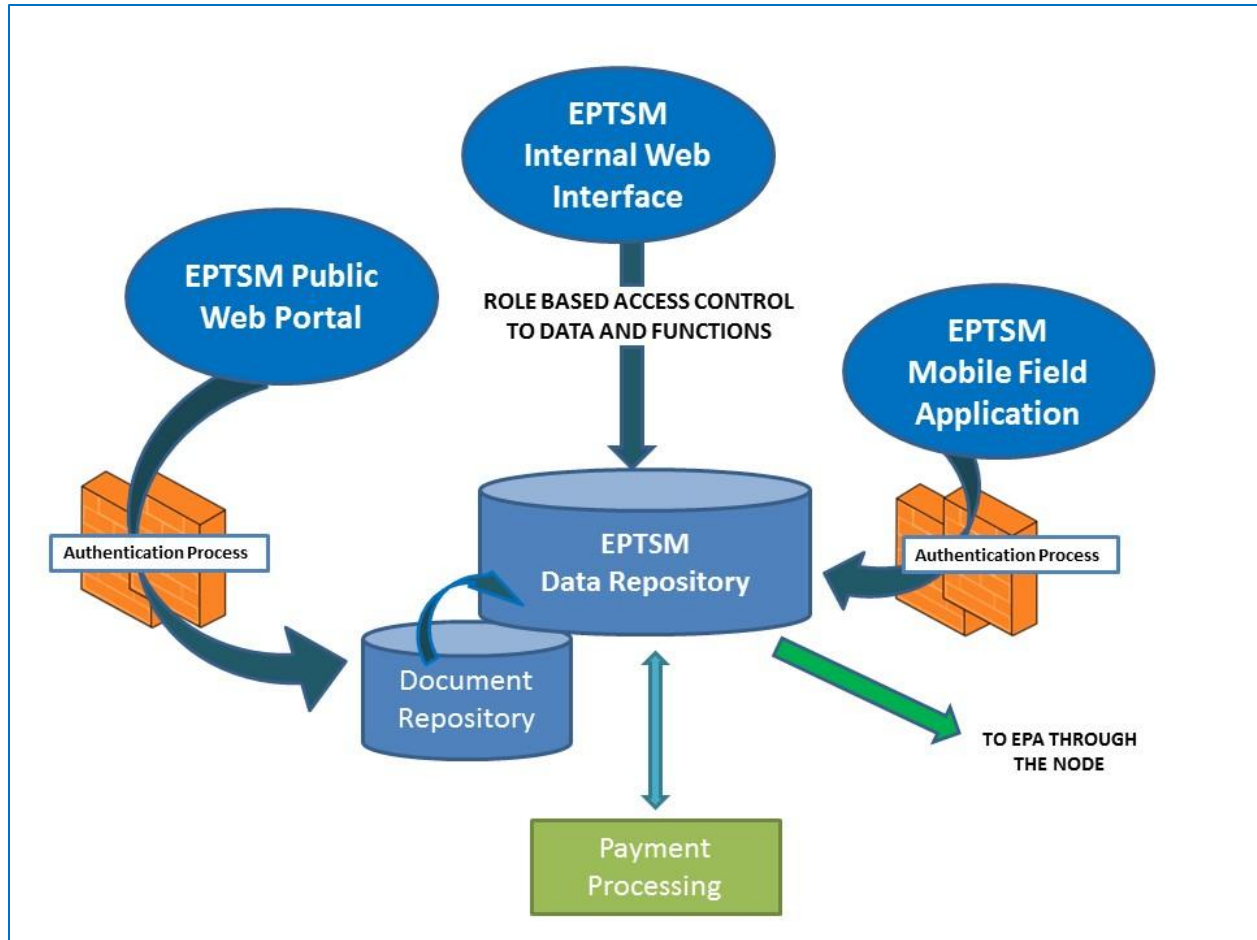 EPTSM
Internal Web
Interface
EPTSM Public
Web Portal
ROLE BASED ACCESS CONTROL
TO DATA AND FUNCTIONS
EPTSM
Mobile Field
Application
Authentication Process
EPTSM
Data Repository
Authentication Process
Document
Repository
TO EPA THROUGH
THE NODE
Payment
Processing